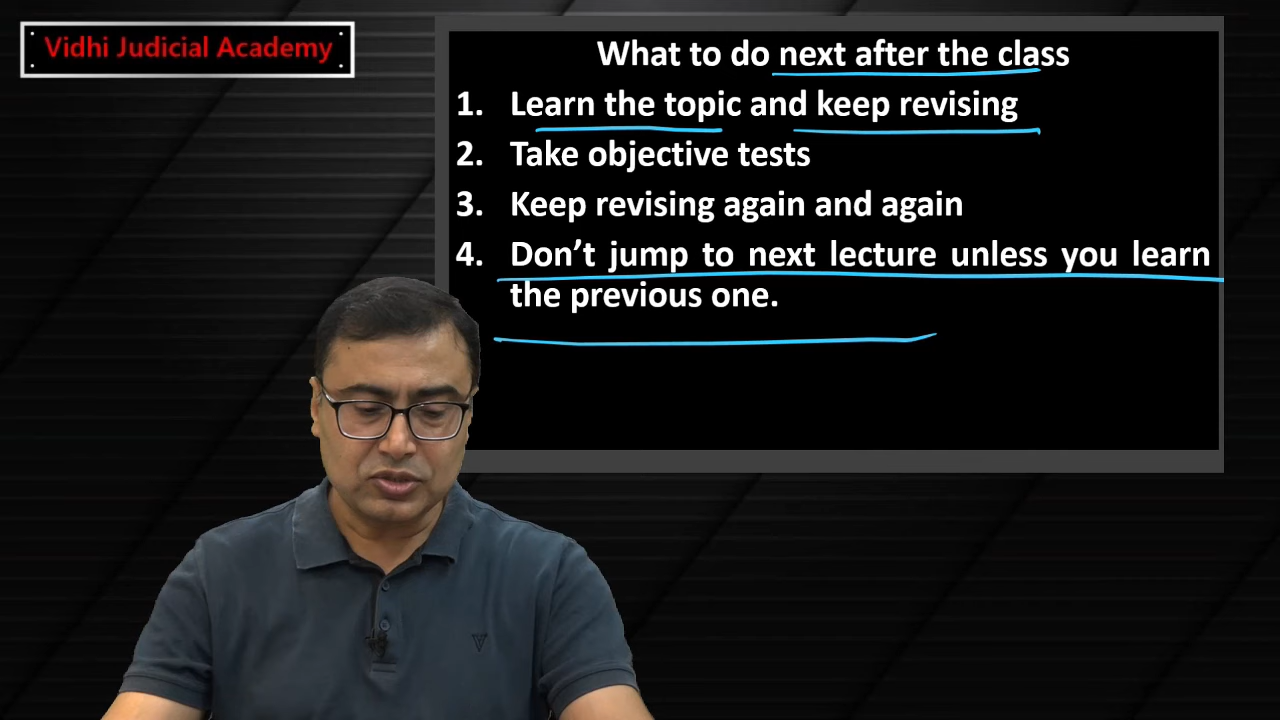 Vidhi Judicial Academy
What to do next after the class
1. Learn the topic and keep revising
2. Take objective tests
3. Keep revising again and again
4. Don’t jump to next lecture unless you learn
the previous one.